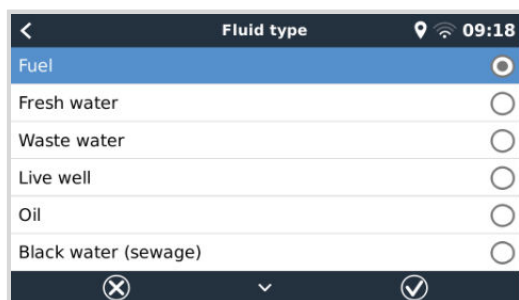 Fluid type 09:18
Fuel
Fresh water
Waste water
Live well
Oil
Black water (sewage)